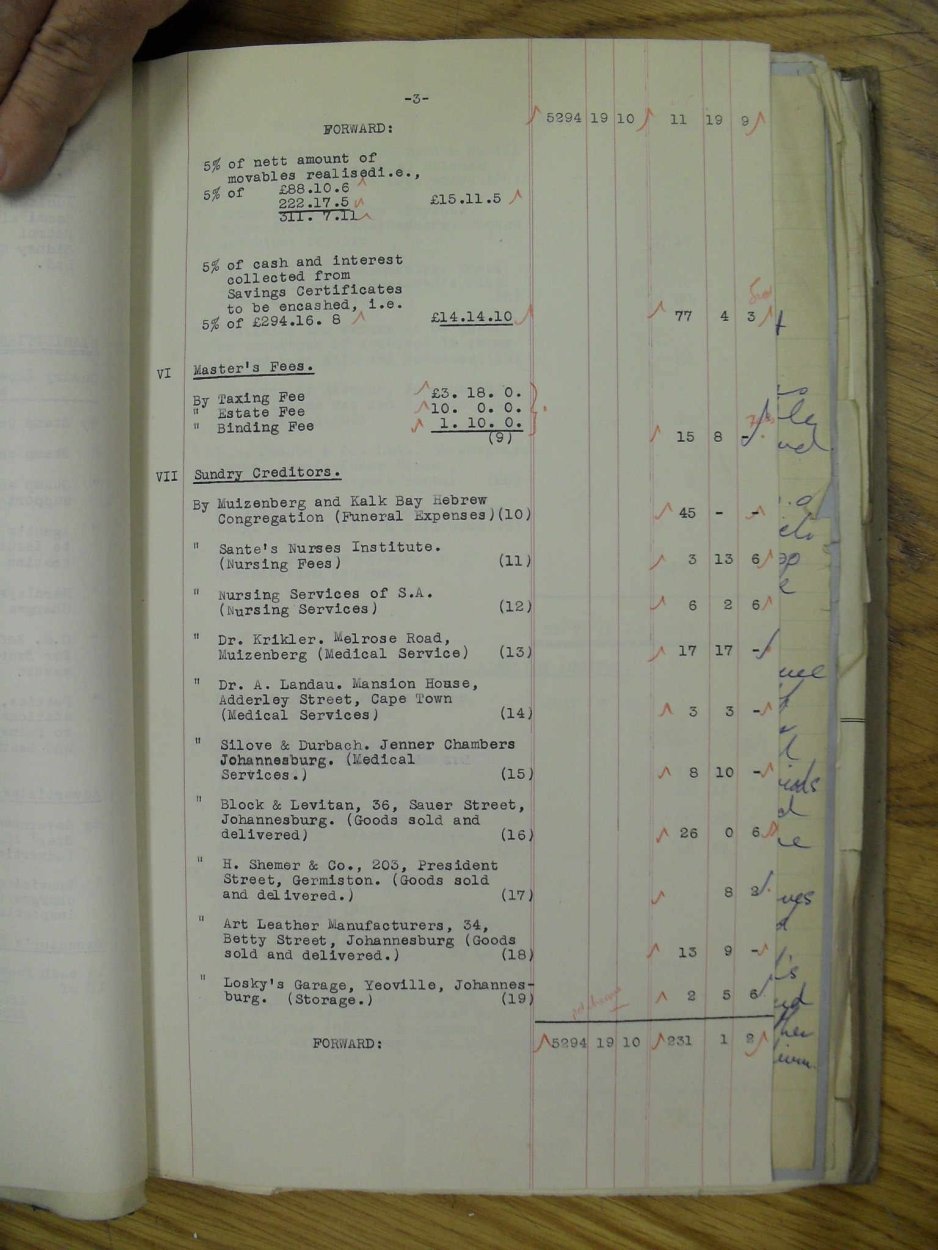 -3-
FORWARD: 5294 19 10 11 19 9
5% of nett amount of
movables realisedi.e.,
5% of £88.10.6
222.17.5 £15.11.5
311. 7.11
5% of cash and interest
collected from
Savings Certificates
to be encashed, i.e.
5% of £294.16. 8 £14.14.10 77 4 3
VI Master's Fees.
By Taxing Fee £3. 18. 0.
" Estate Fee 10. 0. 0.
" Binding Fee 1. 10. 0.
(9) 15 8 -
VII Sundry Creditors.
By Muizenberg and Kalk Bay Hebrew
Congregation (Funeral Expenses)(10) 45 - -
" Sante's Nurses Institute.
(Nursing Fees) (11) 3 13 6
" Nursing Services of S.A.
(Nursing Services) (12) 6 2 6
" Dr. Krikler. Melrose Road,
Muizenberg (Medical Service) (13) 17 17 -
" Dr. A. Landau. Mansion House,
Adderley Street, Cape Town
(Medical Services) (14) 3 3 -
" Silove & Durbach. Jenner Chambers
Johannesburg. (Medical
Services.) (15) 8 10 -
" Block & Levitan, 36, Sauer Street,
Johannesburg. (Goods sold and
delivered) (16) 26 0 6
" H. Shemer & Co., 203, President
Street, Germiston. (Goods sold
and delivered.) (17) 8 2
" Art Leather Manufacturers, 34,
Betty Street, Johannesburg (Goods
sold and delivered.) (18) 13 9 -
" Losky's Garage, Yeoville, Johannes-
burg. (Storage.) (19) 2 5 6
FORWARD: 5294 19 10 231 1 2